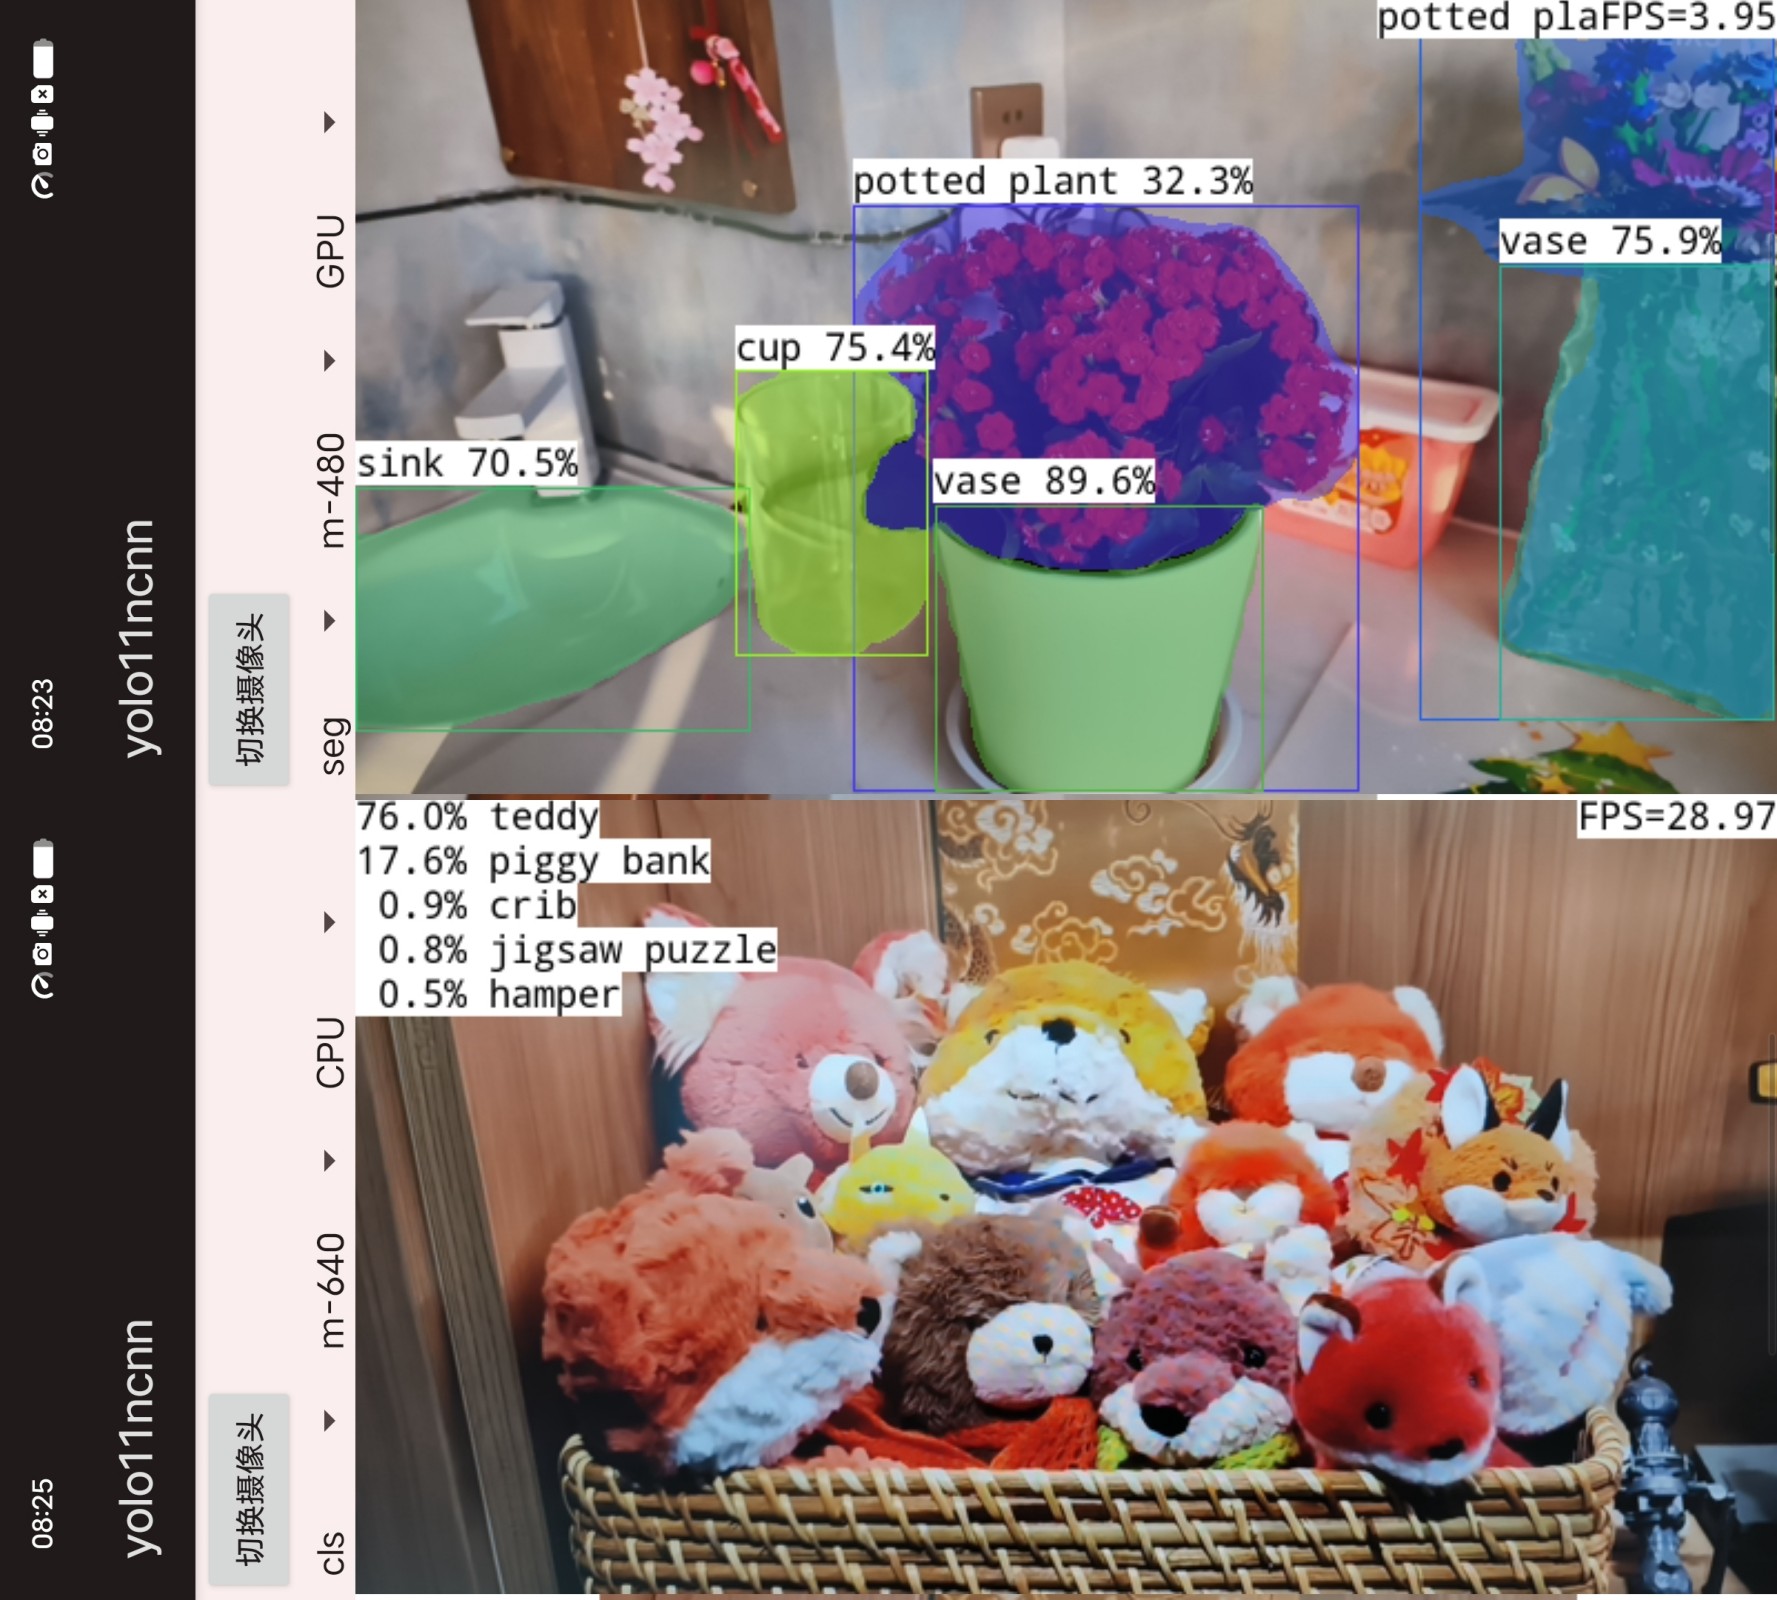 08:23
yolo11ncnn
切换摄像头
seg
m-480
GPU
potted plaFPS=3.95
potted plant 32.3%
vase 75.9%
cup 75.4%
sink 70.5%
vase 89.6%
08:25
yolo11ncnn
切换摄像头
cls
m-640
CPU
76.0% teddy
17.6% piggy bank
0.9% crib
0.8% jigsaw puzzle
0.5% hamper
FPS=28.97